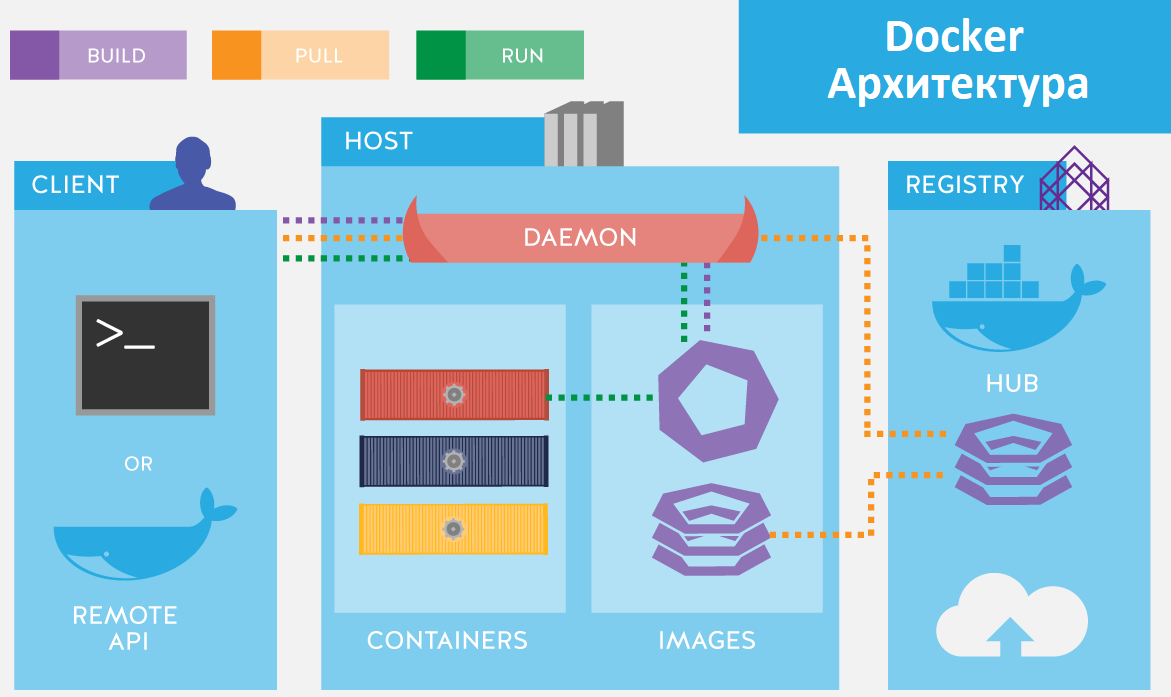 BUILD
PULL
RUN
Docker
Архитектура
CLIENT
HOST
REGISTRY
DAEMON
>_
OR
REMOTE
API
CONTAINERS
IMAGES
HUB